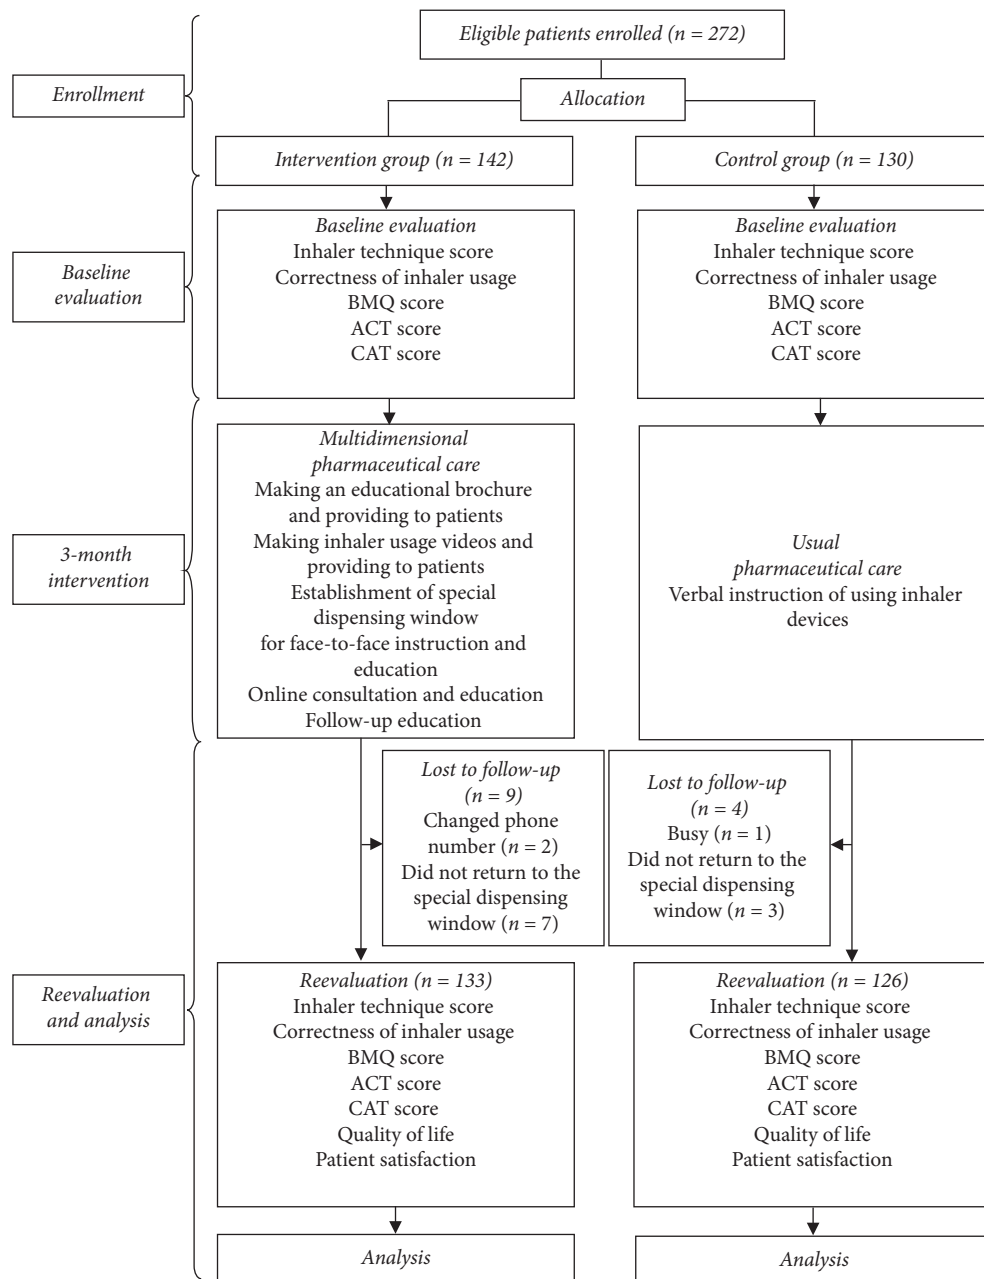 Eligible patients enrolled (n = 272)
Enrollment
Allocation
Intervention group (n = 142)
Control group (n = 130)
Baseline
evaluation
Baseline evaluation
Inhaler technique score
Correctness of inhaler usage
BMQ score
ACT score
CAT score
Baseline evaluation
Inhaler technique score
Correctness of inhaler usage
BMQ score
ACT score
CAT score
3-month
intervention
Multidimensional
pharmaceutical care
Making an educational brochure
and providing to patients
Making inhaler usage videos and
providing to patients
Establishment of special
dispensing window
for face-to-face instruction and
education
Online consultation and education
Follow-up education
Usual
pharmaceutical care
Verbal instruction of using inhaler
devices
Lost to follow-up
(n = 9)
Changed phone
number (n = 2)
Did not return to the
special dispensing
window (n = 7)
Lost to follow-up
(n = 4)
Busy (n = 1)
Did not return to the
special dispensing
window (n = 3)
Reevaluation
and analysis
Reevaluation (n = 133)
Inhaler technique score
Correctness of inhaler usage
BMQ score
ACT score
CAT score
Quality of life
Patient satisfaction
Reevaluation (n = 126)
Inhaler technique score
Correctness of inhaler usage
BMQ score
ACT score
CAT score
Quality of life
Patient satisfaction
Analysis
Analysis